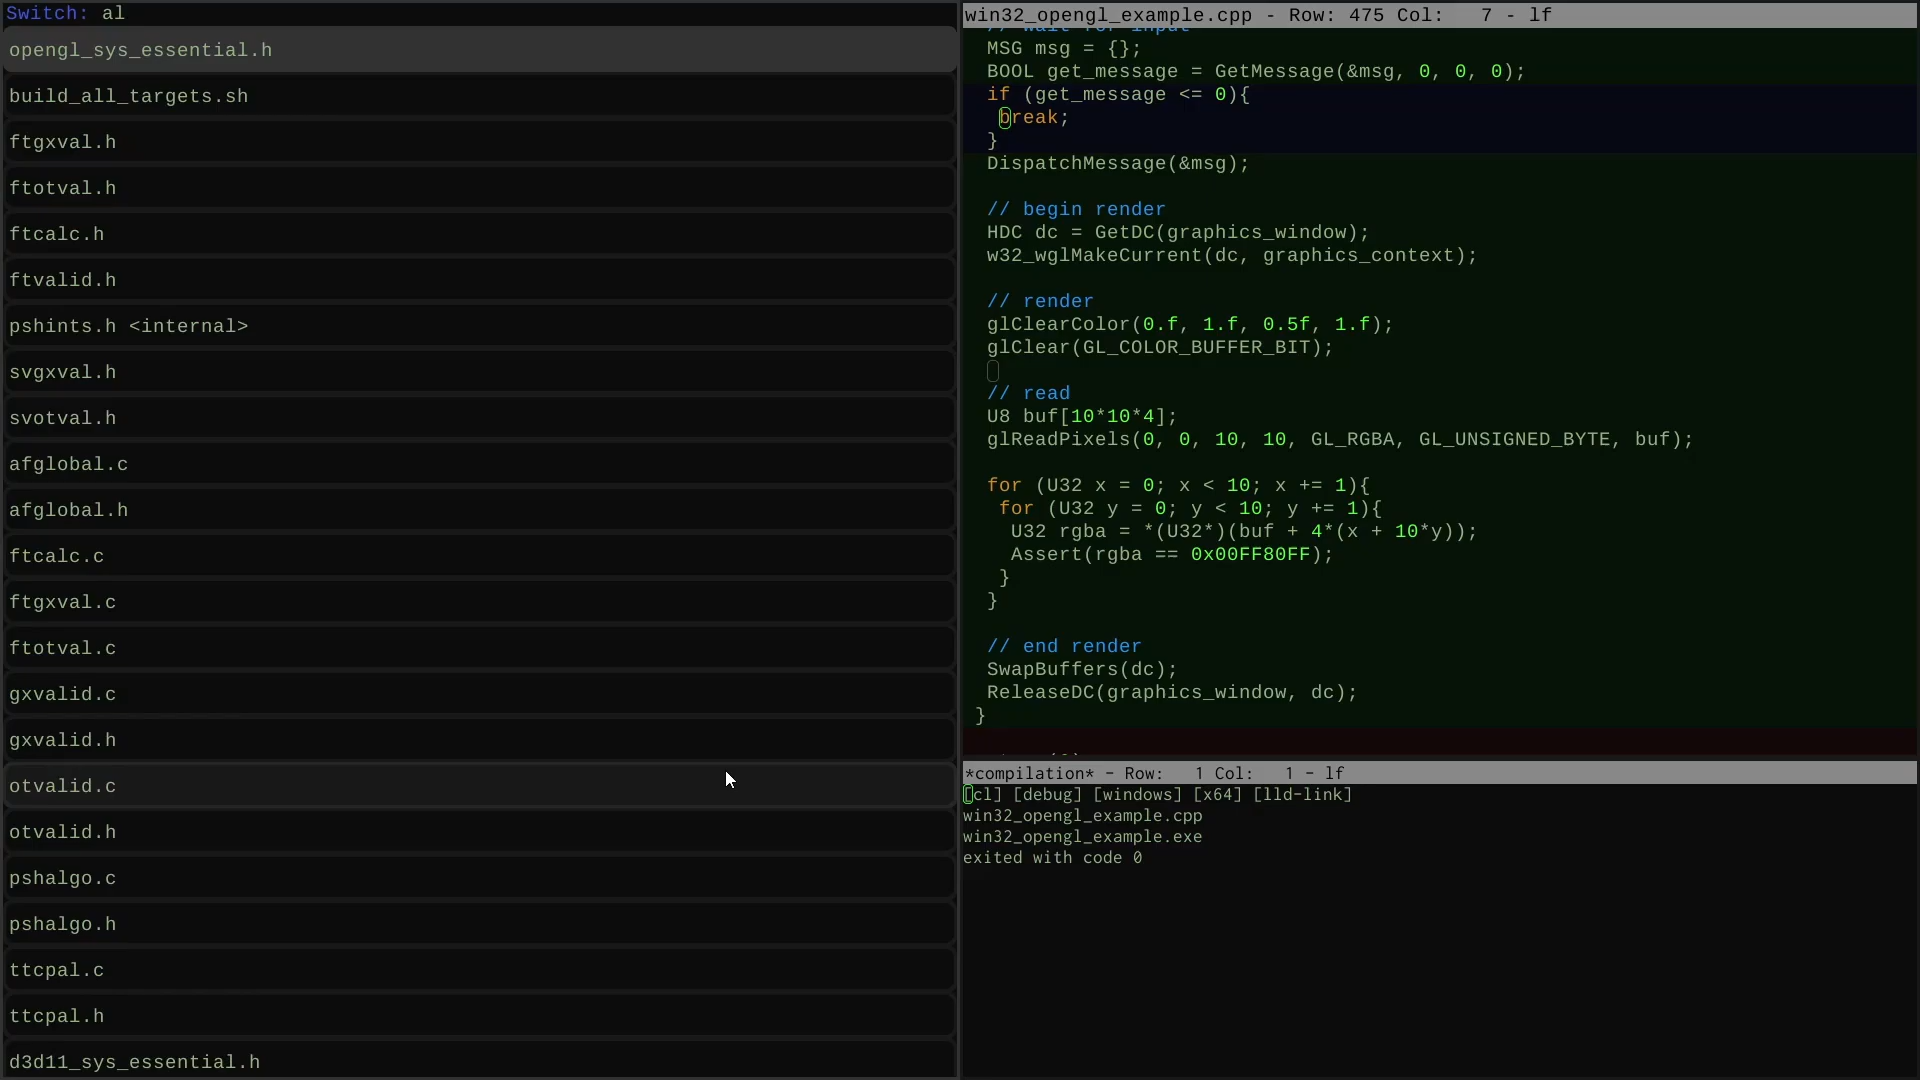 Switch: al
opengl_sys_essential.h
build_all_targets.sh
ftgxval.h
ftotval.h
ftcalc.h
ftvalid.h
pshints.h <internal>
svgxval.h
svotval.h
afglobal.c
afglobal.h
ftcalc.c
ftgxval.c
ftotval.c
gxvalid.c
gxvalid.h
otvalid.c
otvalid.h
pshalgo.c
pshalgo.h
ttcpal.c
ttcpal.h
d3d11_sys_essential.h
win32_opengl_example.cpp - Row: 475 Col:   7 - lf
// wait for input
MSG msg = {};
BOOL get_message = GetMessage(&msg, 0, 0, 0);
if (get_message <= 0){
break;
}
DispatchMessage(&msg);
// begin render
HDC dc = GetDC(graphics_window);
w32_wglMakeCurrent(dc, graphics_context);
// render
glClearColor(0.f, 1.f, 0.5f, 1.f);
glClear(GL_COLOR_BUFFER_BIT);
// read
U8 buf[10*10*4];
glReadPixels(0, 0, 10, 10, GL_RGBA, GL_UNSIGNED_BYTE, buf);
for (U32 x = 0; x < 10; x += 1){
for (U32 y = 0; y < 10; y += 1){
U32 rgba = *(U32*)(buf + 4*(x + 10*y));
Assert(rgba == 0x00FF80FF);
}
}
// end render
SwapBuffers(dc);
ReleaseDC(graphics_window, dc);
}
*compilation* - Row:   1 Col:   1 - lf
[cl] [debug] [windows] [x64] [lld-link]
win32_opengl_example.cpp
win32_opengl_example.exe
exited with code 0